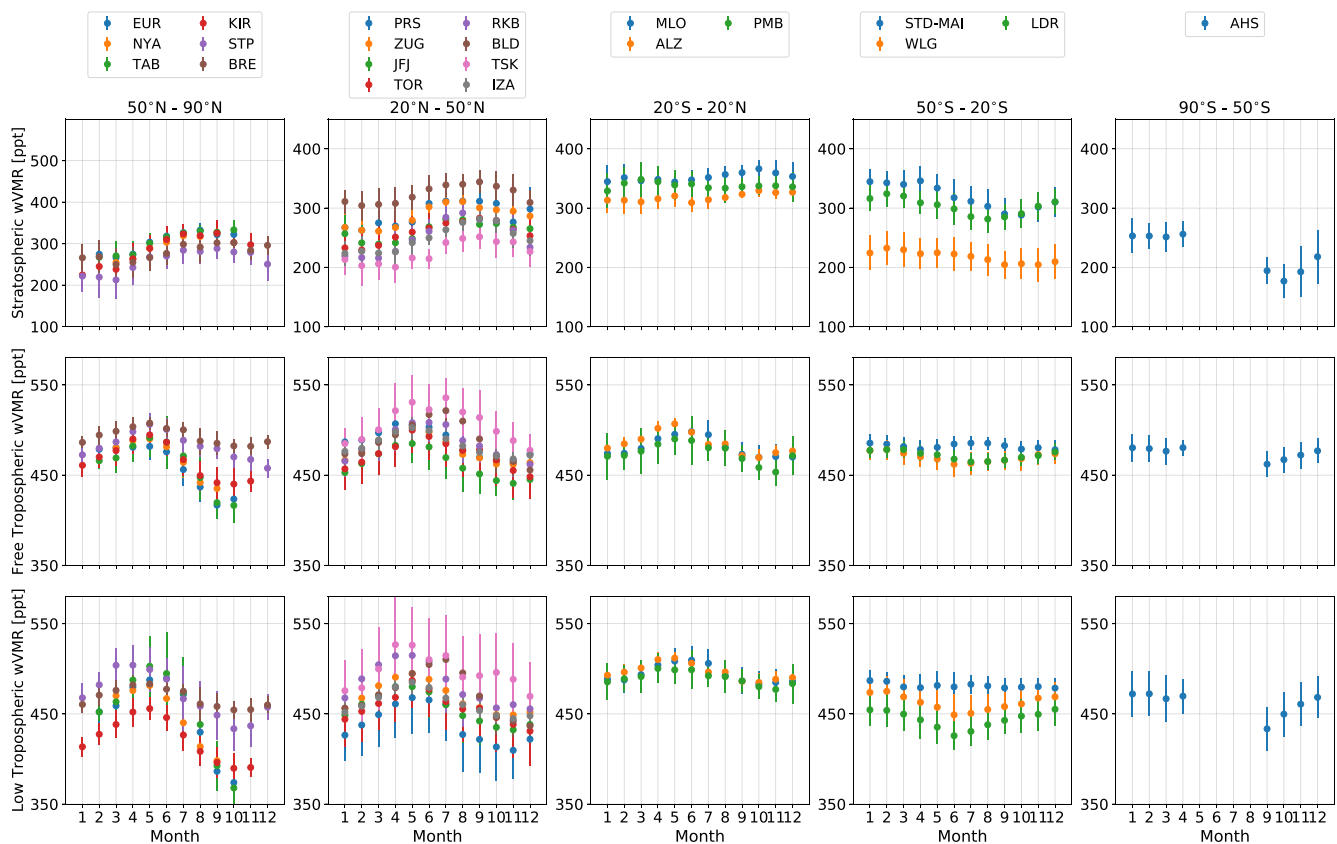 EUR KIR
NYA STP
TAB BRE
PRS RKB
ZUG BLD
JFJ TSK
TOR IZA
MLO PMB
ALZ
STD-MAI LDR
WLG
AHS
50°N - 90°N
20°N - 50°N
20°S - 20°N
50°S - 20°S
90°S - 50°S
Stratospheric wVMR [ppt]
500
400
300
200
100
400
300
200
100
400
300
200
100
400
300
200
100
400
300
200
100
Free Tropospheric wVMR [ppt]
550
450
350
550
450
350
550
450
350
550
450
350
550
450
350
Low Tropospheric wVMR [ppt]
550
450
350
550
450
350
550
450
350
550
450
350
550
450
350
1 2 3 4 5 6 7 8 9 10 11 12
Month
1 2 3 4 5 6 7 8 9 10 11 12
Month
1 2 3 4 5 6 7 8 9 10 11 12
Month
1 2 3 4 5 6 7 8 9 10 11 12
Month
1 2 3 4 5 6 7 8 9 10 11 12
Month